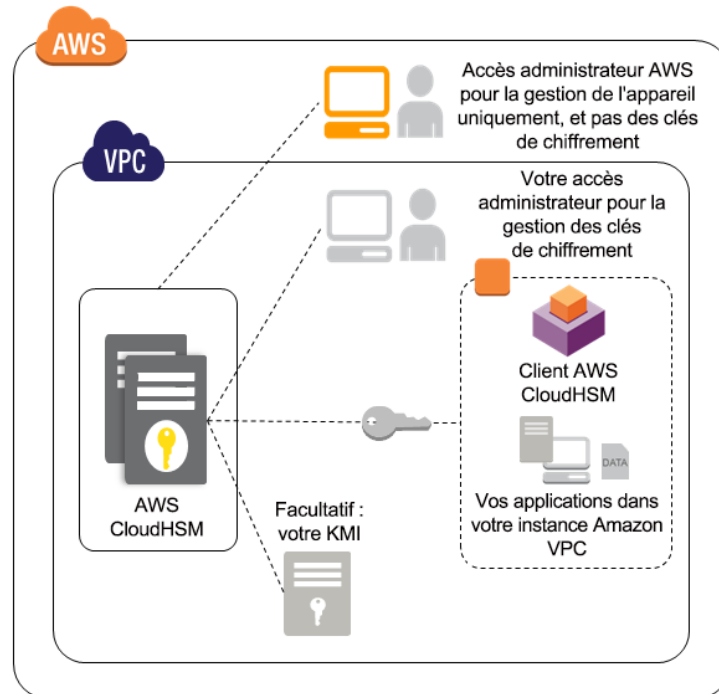 AWS
Accès administrateur AWS
pour la gestion de l'appareil
uniquement, et pas des clés
de chiffrement
VPC
Votre accès
administrateur pour la
gestion des clés
de chiffrement
Client AWS
CloudHSM
DATA
Vos applications dans
votre instance Amazon
VPC
AWS
CloudHSM
Facultatif :
votre KMI